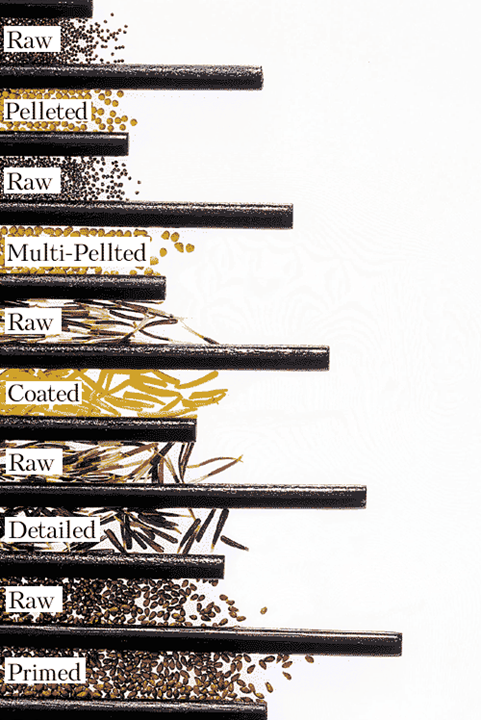 Raw
Pelleted
Raw
Multi-Pellted
Raw
Coated
Raw
Detailed
Raw
Primed